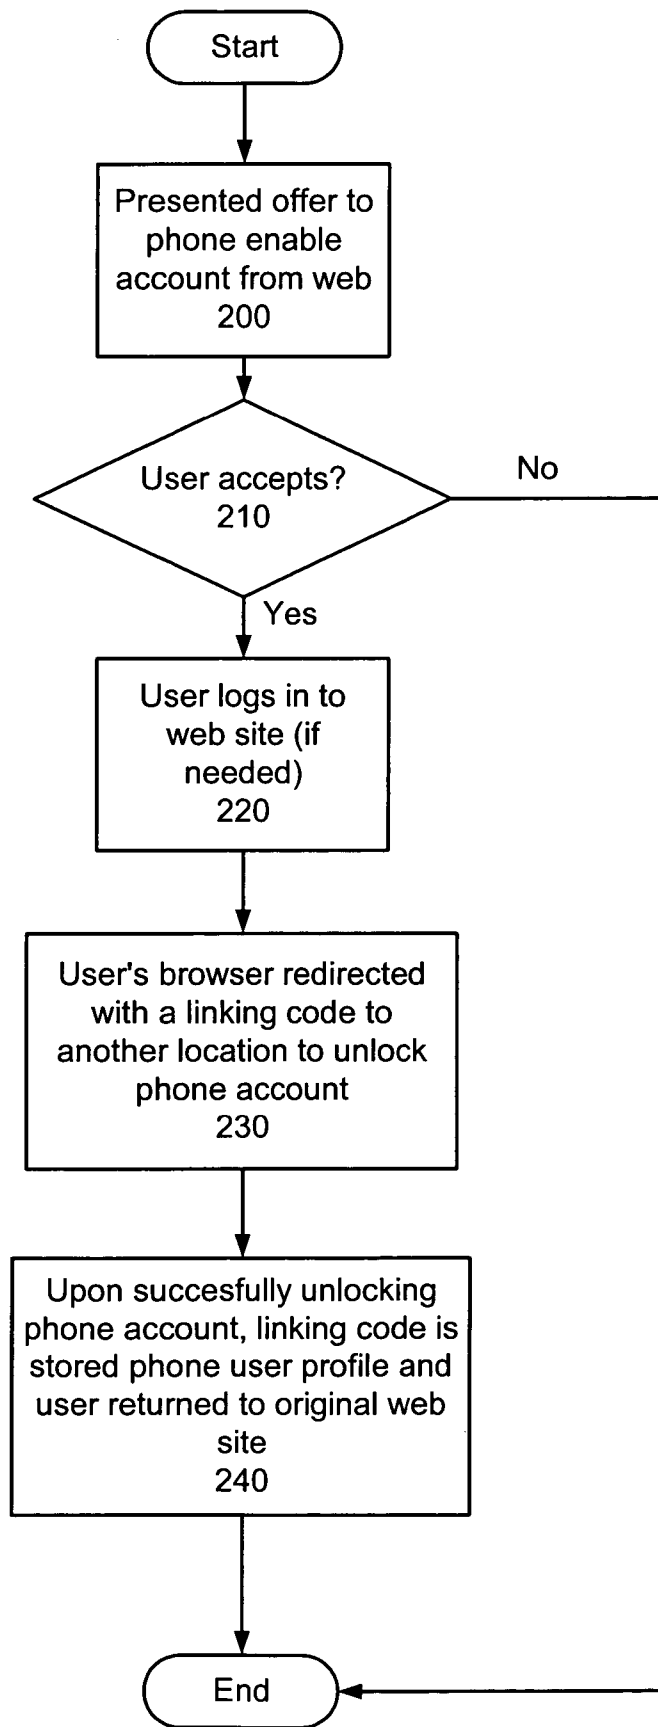 Start
Presented offer to
phone enable
account from web
200
User accepts?
210
No
Yes
User logs in to
web site (if
needed)
220
User's browser redirected
with a linking code to
another location to unlock
phone account
230
Upon succesfully unlocking
phone account, linking code is
stored phone user profile and
user returned to original web
site
240
End